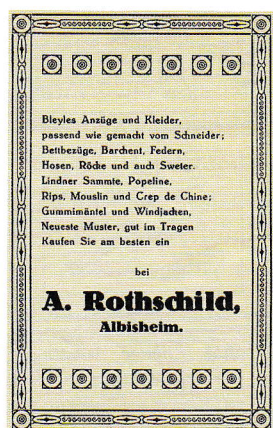 Bleyles Anzüge und Kleider,
passend wie gemacht vom Schneider;
Bettbezüge, Barchent, Federn,
Hosen, Röcke und auch Sweter.
Lindner Sammte, Popeline,
Rips, Mouslin und Crep de Chine;
Gummimäntel und Windjacken,
Neueste Muster, gut im Tragen
Kaufen Sie am besten ein
bei
A. Rothschild,
Albisheim.